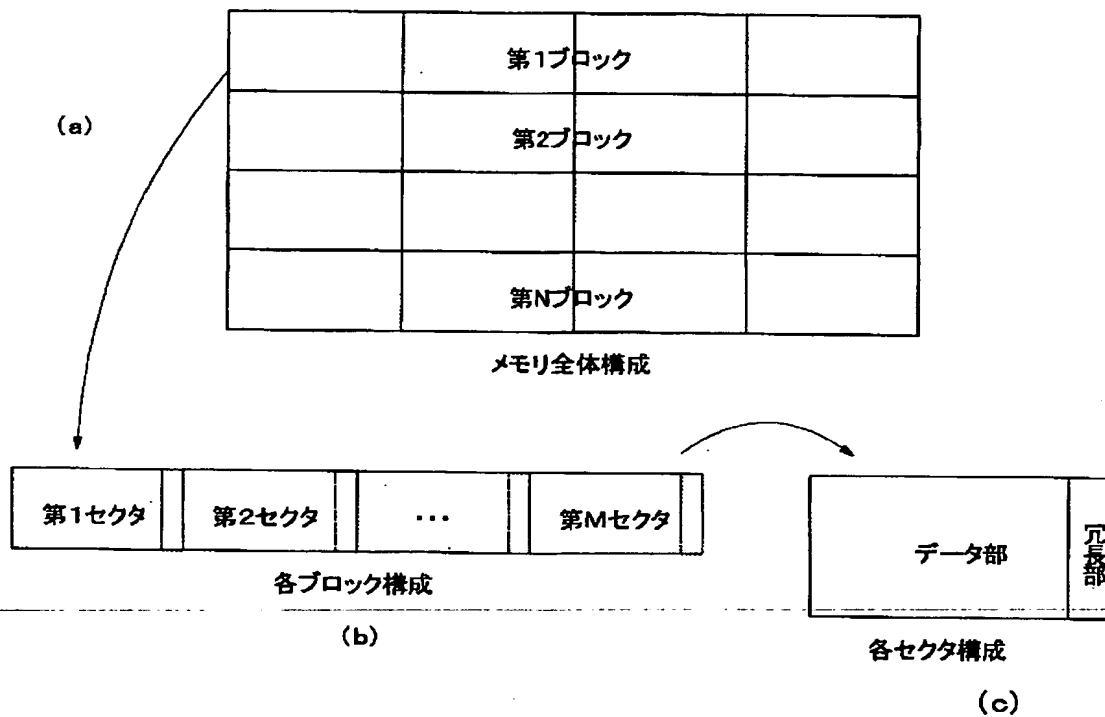 第1ブロック
(a)
第2ブロック
第Nブロック
メモリ全体構成
第1セクタ
第2セクタ
・・・
第Mセクタ
各ブロック構成
(b)
データ部
冗長部
各セクタ構成
(c)